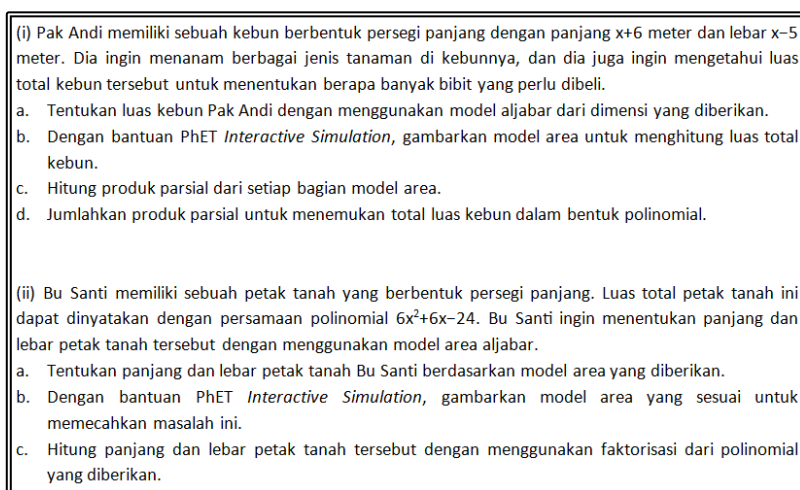 (i) Pak Andi memiliki sebuah kebun berbentuk persegi panjang dengan panjang x+6 meter dan lebar x−5
meter. Dia ingin menanam berbagai jenis tanaman di kebunnya, dan dia juga ingin mengetahui luas
total kebun tersebut untuk menentukan berapa banyak bibit yang perlu dibeli.
a. Tentukan luas kebun Pak Andi dengan menggunakan model aljabar dari dimensi yang diberikan.
b. Dengan bantuan PhET Interactive Simulation, gambarkan model area untuk menghitung luas total
kebun.
c. Hitung produk parsial dari setiap bagian model area.
d. Jumlahkan produk parsial untuk menemukan total luas kebun dalam bentuk polinomial.
(ii) Bu Santi memiliki sebuah petak tanah yang berbentuk persegi panjang. Luas total petak tanah ini
dapat dinyatakan dengan persamaan polinomial 6x²+6x−24. Bu Santi ingin menentukan panjang dan
lebar petak tanah tersebut dengan menggunakan model area aljabar.
a. Tentukan panjang dan lebar petak tanah Bu Santi berdasarkan model area yang diberikan.
b. Dengan bantuan PhET Interactive Simulation, gambarkan model area yang sesuai untuk
memecahkan masalah ini.
c. Hitung panjang dan lebar petak tanah tersebut dengan menggunakan faktorisasi dari polinomial
yang diberikan.